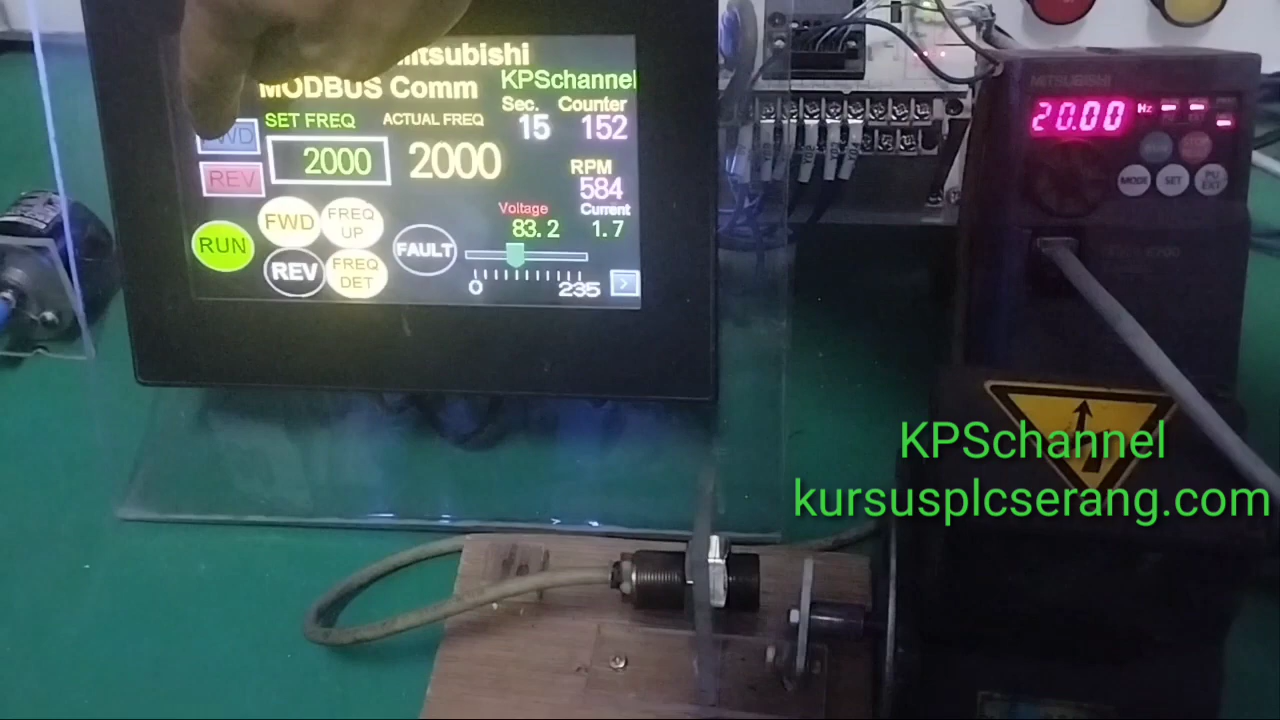 Mitsubishi
MODBUS Comm
KPSchannel
Sec. Counter
15 152
SET FREQ ACTUAL FREQ
FWD
2000 2000
REV
RPM
584
Voltage Current
83.2 1.7
RUN
FWD
FREQ
UP
REV
FREQ
DET
FAULT
0 235
>
MITSUBISHI
20.00 Hz
MODE SET PU
EXT
KPSchannel
kursusplcserang.com